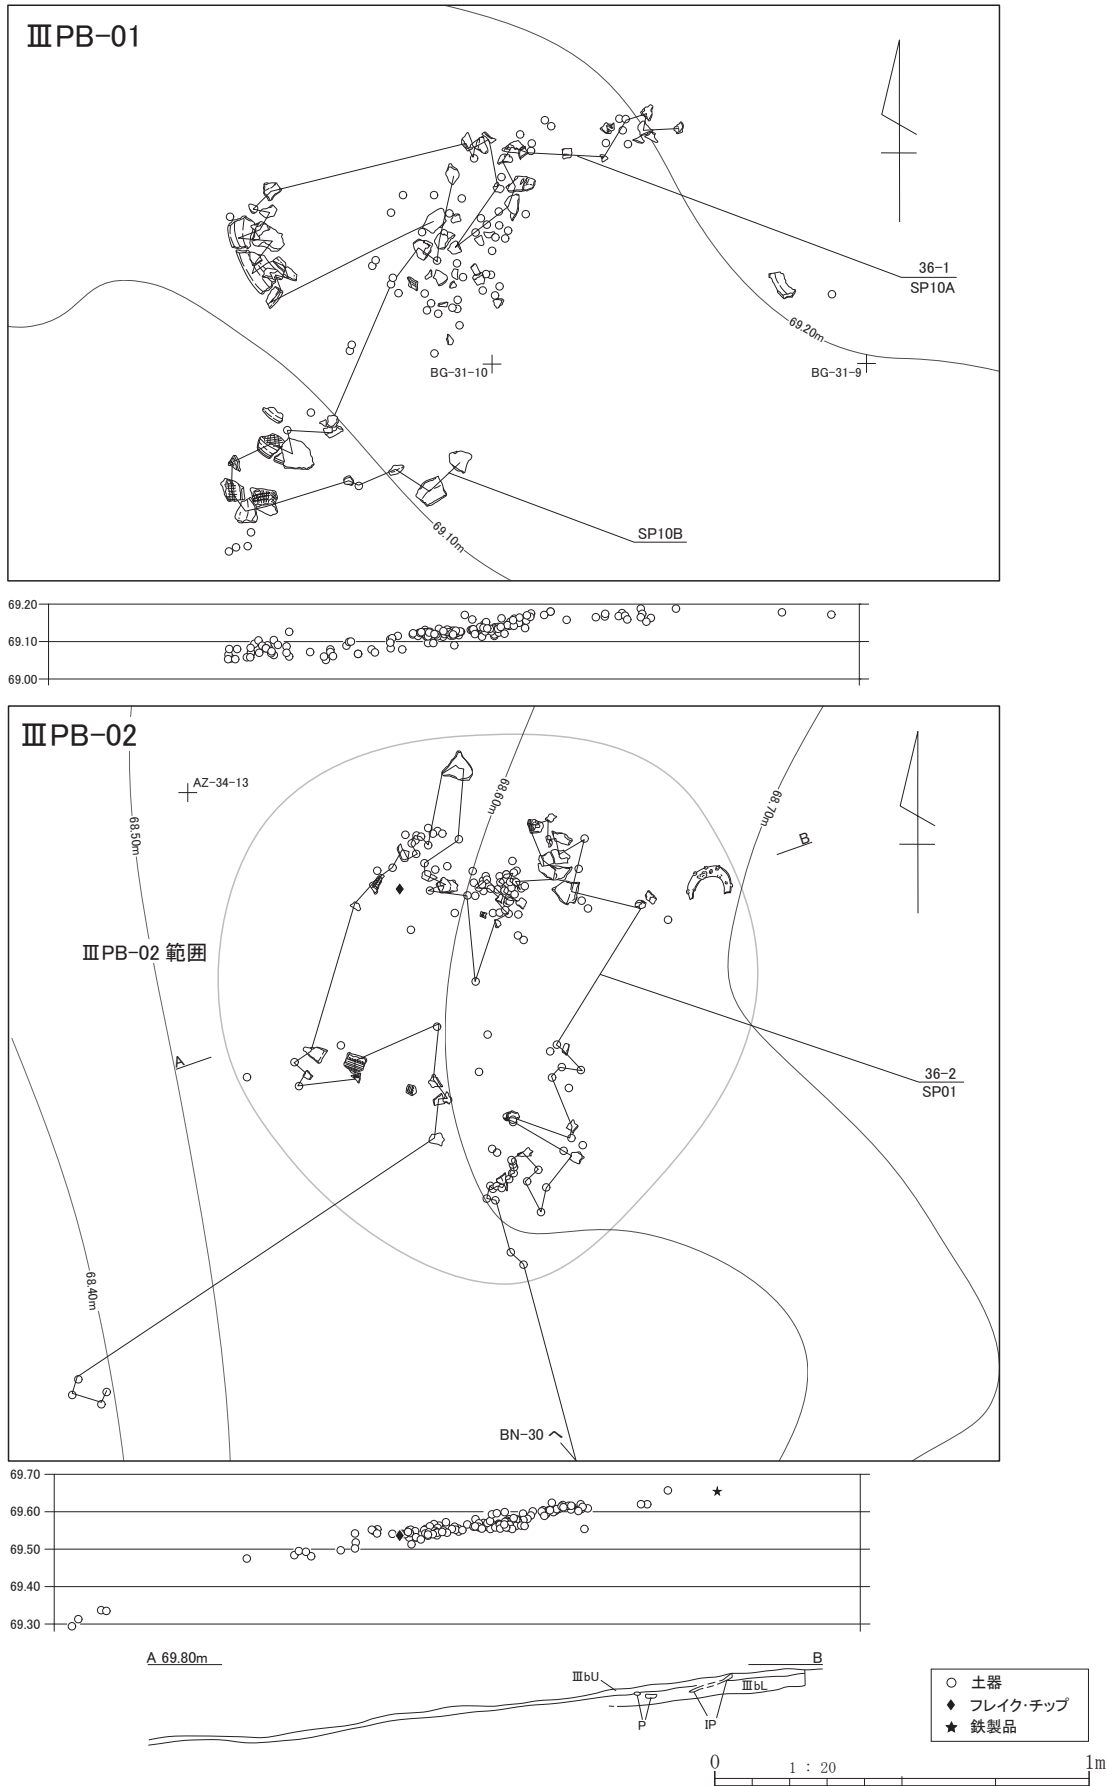 ⅢPB-01
36-1
SP10A
69.20m
BG-31-10
BG-31-9
69.10m
SP10B
69.20
69.10
69.00
ⅢPB-02
AZ-34-13
68.60m
68.70m
68.50m
B
ⅢPB-02 範囲
A
36-2
SP01
68.40m
BN-30 へ
69.70
69.60
69.50
69.40
69.30
A 69.80m
B
ⅢbU
ⅢbL
P
IP
○ 土器
◆ フレイク・チップ
★ 鉄製品
0 1 : 20 1m